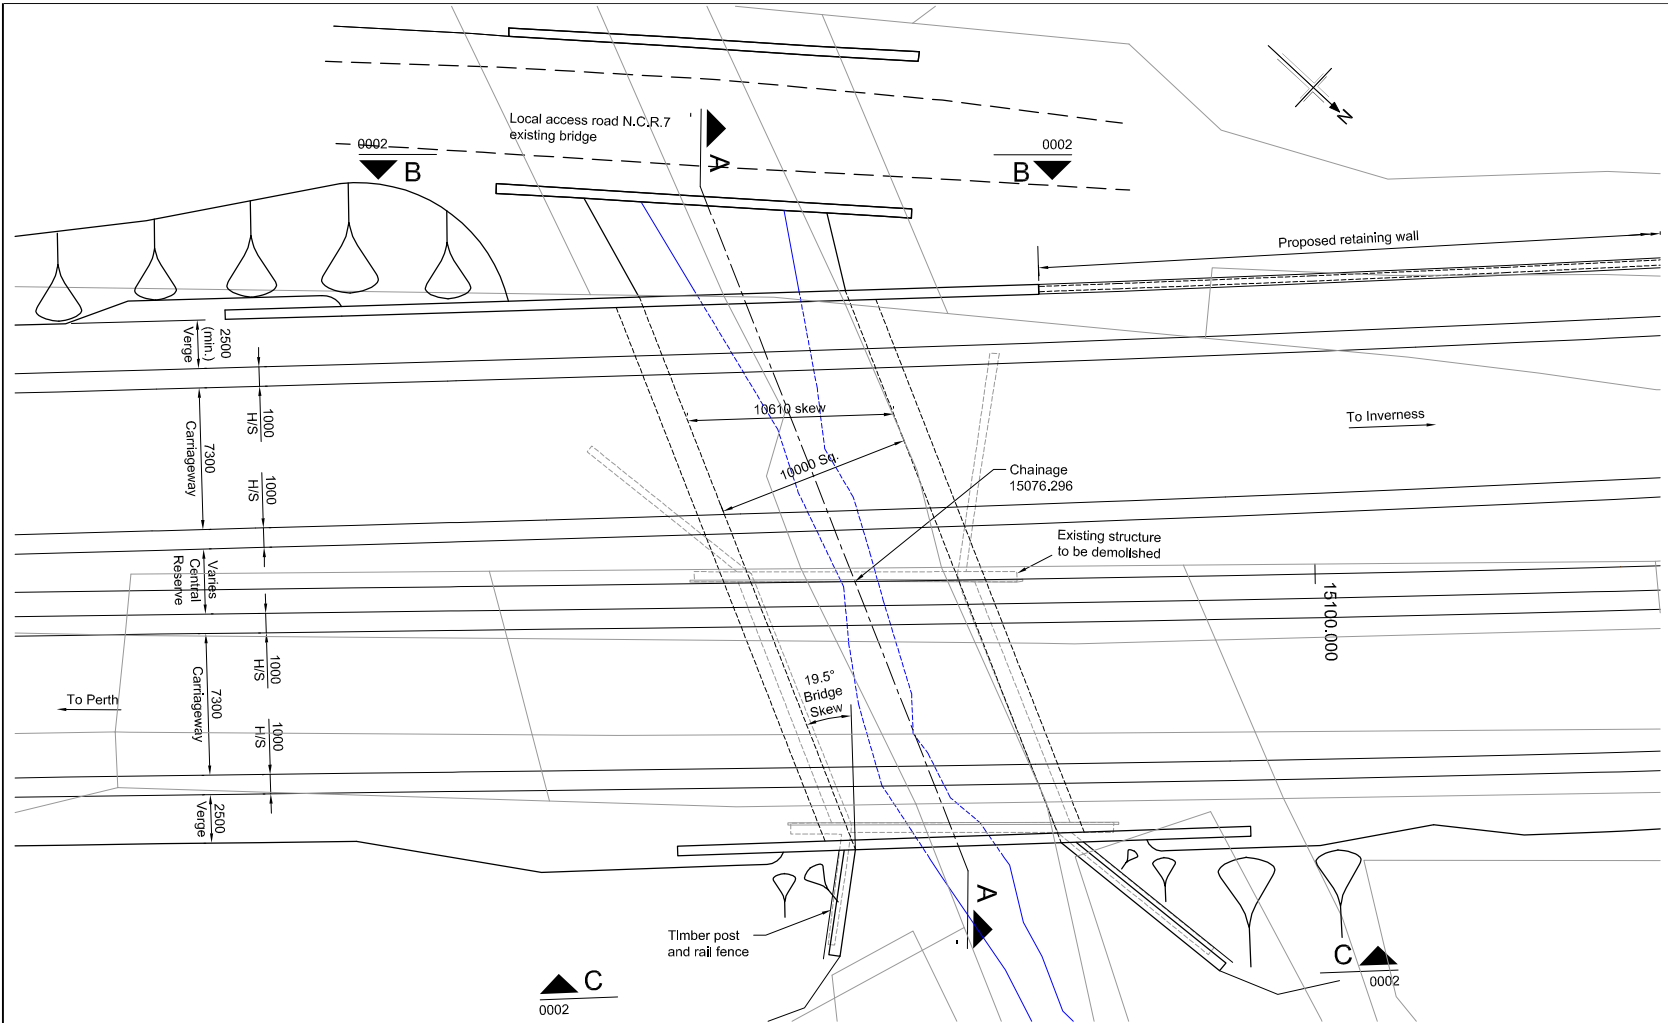 Local access road N.C.R.7
existing bridge
A
N
0002
B
0002
B
Proposed retaining wall
2500
(min.)
Verge
1000
H/S
7300
Carriageway
1000
H/S
10610 skew
10000 Sq.
To Inverness
Chainage
15076.296
Existing structure
to be demolished
Varies
Central
Reserve
15100.000
1000
H/S
7300
Carriageway
To Perth
19.5°
Bridge
Skew
1000
H/S
2500
Verge
A
Timber post
and rail fence
C
0002
C
0002